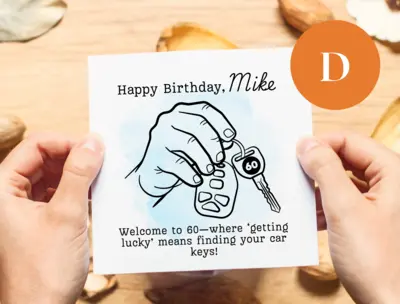 D
Happy Birthday, Mike
60
Welcome to 60—where 'getting
lucky' means finding your car
keys!